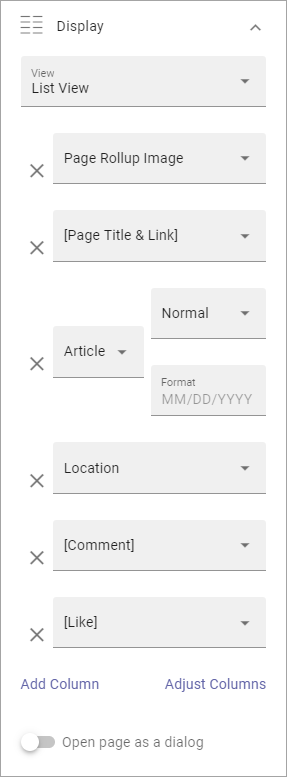 Display
View
List View
Page Rollup Image
[Page Title & Link]
Normal
Article
Format
MM/DD/YYYY
Location
[Comment]
[Like]
Add Column Adjust Columns
Open page as a dialog